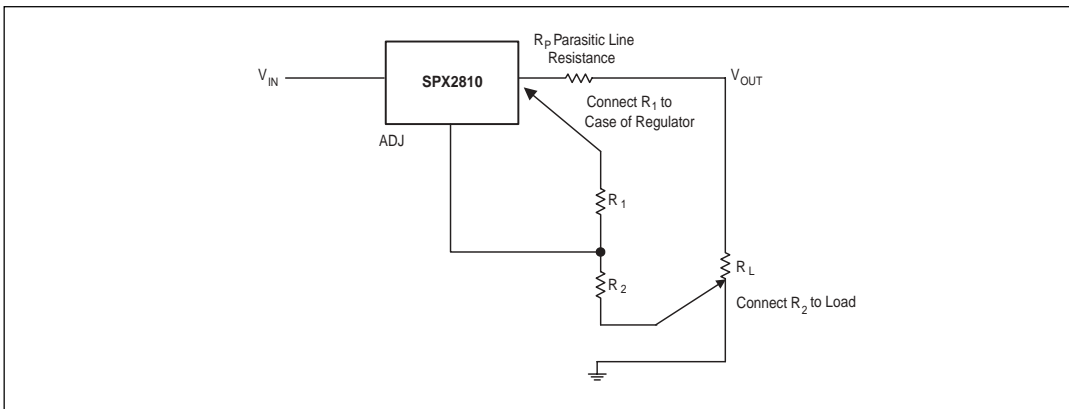 R_P Parasitic Line
Resistance
V_IN
SPX2810
V_OUT
Connect R_1 to
Case of Regulator
ADJ
R_1
R_2
R_L
Connect R_2 to Load